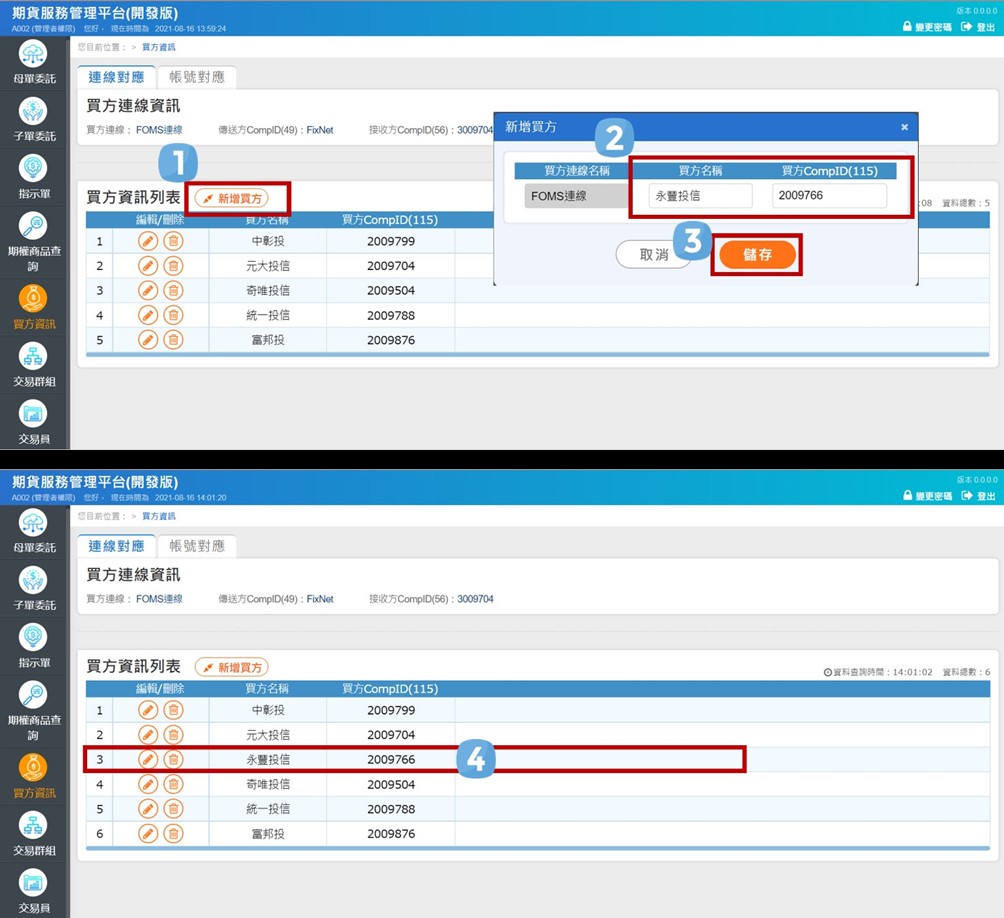 期貨服務管理平台(開發版)
版本 0.0.0.0
A002 (管理者權限) 您好， 現在時間為 2021-08-16 13:59:24
變更密碼 登出
母單委託
子單委託
指示單
期權商品查詢
買方資訊
交易群組
交易員
您目前位置： > 買方資訊
連線對應 帳號對應
買方連線資訊
買方連線： FOMS連線 傳送方CompID(49)：FixNet 接收方CompID(56)：3009704
1
買方資訊列表 新增買方
:08 資料總數：5
編輯/刪除 買方名稱 買方CompID(115)
1 中彰投 2009799
2 元大投信 2009704
3 奇唯投信 2009504
4 統一投信 2009788
5 富邦投 2009876
新增買方 ×
2
買方連線名稱 買方名稱 買方CompID(115)
FOMS連線 永豐投信 2009766
取消 3 儲存
期貨服務管理平台(開發版)
版本 0.0.0.0
A002 (管理者權限) 您好， 現在時間為 2021-08-16 14:01:20
變更密碼 登出
母單委託
子單委託
指示單
期權商品查詢
買方資訊
交易群組
交易員
您目前位置： > 買方資訊
連線對應 帳號對應
買方連線資訊
買方連線： FOMS連線 傳送方CompID(49)：FixNet 接收方CompID(56)：3009704
買方資訊列表 新增買方
資料查詢時間：14:01:02 資料總數：6
編輯/刪除 買方名稱 買方CompID(115)
1 中彰投 2009799
2 元大投信 2009704
3 永豐投信 2009766 4
4 奇唯投信 2009504
5 統一投信 2009788
6 富邦投 2009876